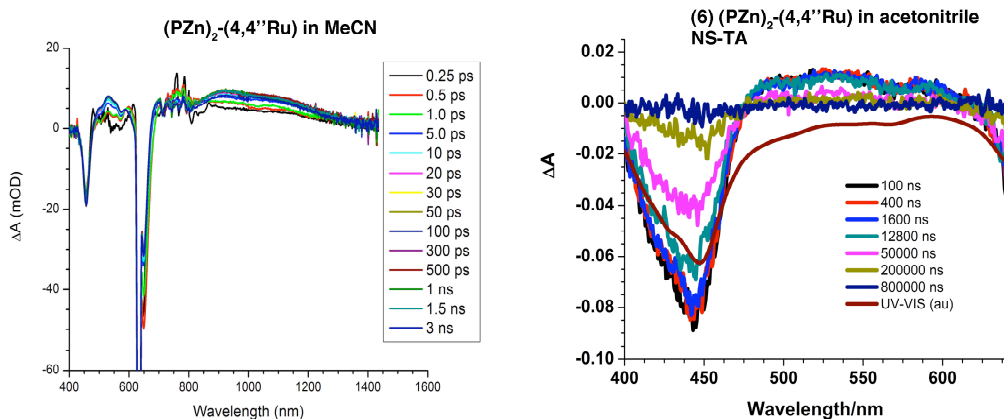 (PZn)2-(4,4’’Ru) in MeCN
20
0
-20
-40
-60
ΔA (mOD)
400 600 800 1000 1200 1400 1600
Wavelength (nm)
0.25 ps
0.5 ps
1.0 ps
5.0 ps
10 ps
20 ps
30 ps
50 ps
100 ps
300 ps
500 ps
1 ns
1.5 ns
3 ns
(6) (PZn)2-(4,4’’Ru) in acetonitrile
NS-TA
0.02
0.00
-0.02
-0.04
-0.06
-0.08
-0.10
ΔA
400 450 500 550 600
Wavelength/nm
100 ns
400 ns
1600 ns
12800 ns
50000 ns
200000 ns
800000 ns
UV-VIS (au)